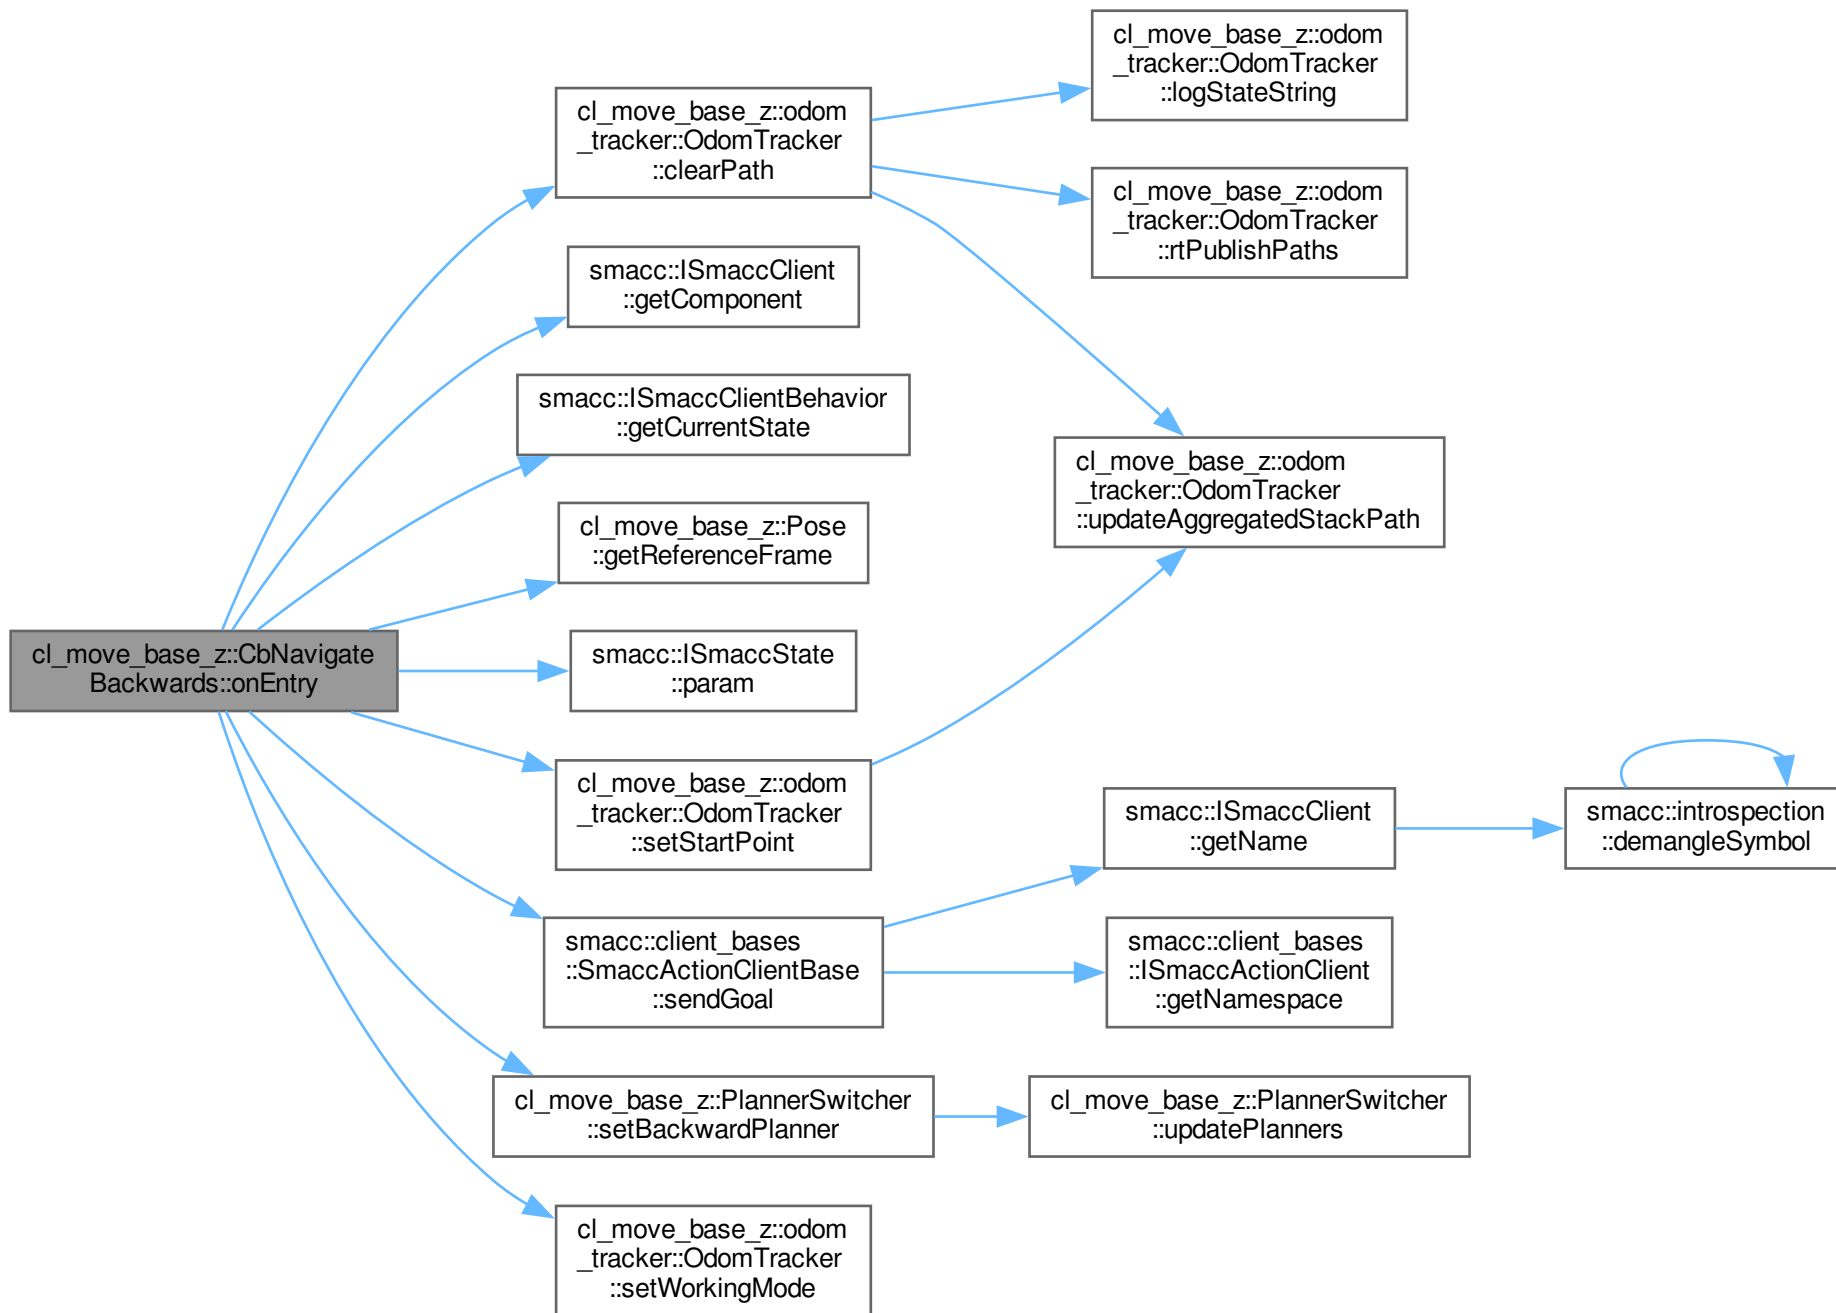 cl_move_base_z::CbNavigate
Backwards::onEntry
cl_move_base_z::odom
_tracker::OdomTracker
::clearPath
smacc::ISmaccClient
::getComponent
smacc::ISmaccClientBehavior
::getCurrentState
cl_move_base_z::Pose
::getReferenceFrame
smacc::ISmaccState
::param
cl_move_base_z::odom
_tracker::OdomTracker
::setStartPoint
smacc::client_bases
::SmaccActionClientBase
::sendGoal
cl_move_base_z::PlannerSwitcher
::setBackwardPlanner
cl_move_base_z::odom
_tracker::OdomTracker
::setWorkingMode
cl_move_base_z::odom
_tracker::OdomTracker
::logStateString
cl_move_base_z::odom
_tracker::OdomTracker
::rtPublishPaths
cl_move_base_z::odom
_tracker::OdomTracker
::updateAggregatedStackPath
smacc::ISmaccClient
::getName
smacc::client_bases
::ISmaccActionClient
::getNamespace
cl_move_base_z::PlannerSwitcher
::updatePlanners
smacc::introspection
::demangleSymbol